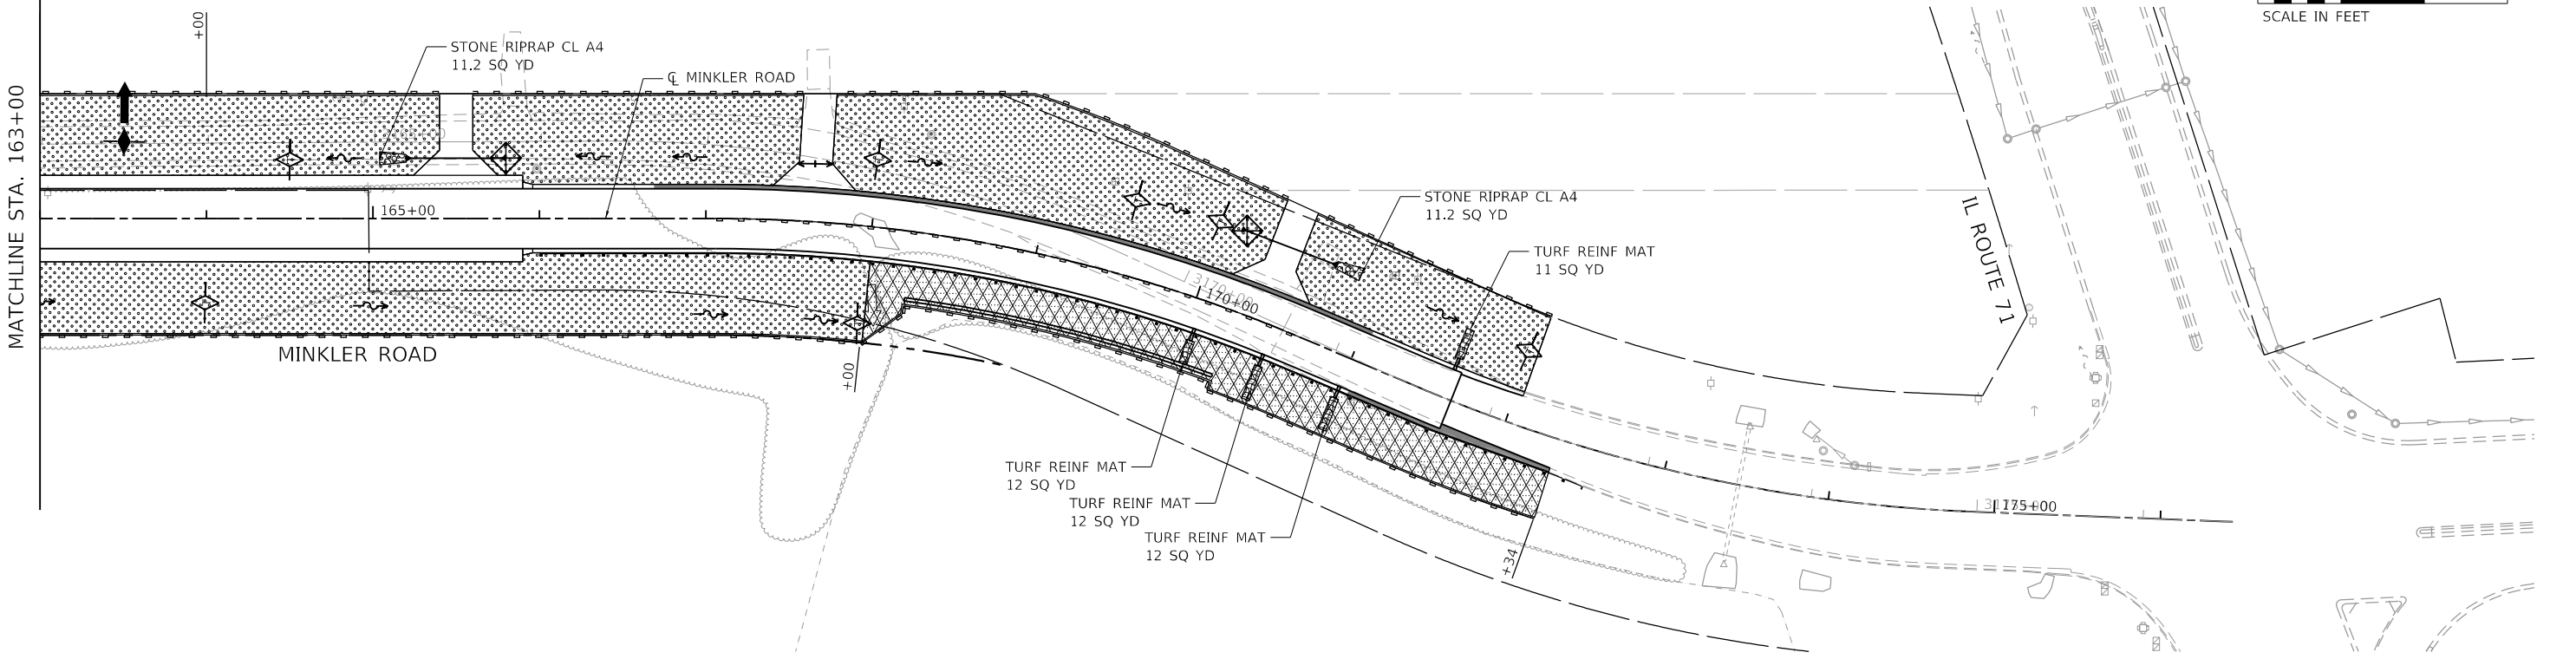 SCALE IN FEET
+00
STONE RIPRAP CL A4
11.2 SQ YD
℄ MINKLER ROAD
MATCHLINE STA. 163+00
165+00
STONE RIPRAP CL A4
11.2 SQ YD
TURF REINF MAT
11 SQ YD
IL ROUTE 71
3170+00
170+00
MINKLER ROAD
+00
TURF REINF MAT
12 SQ YD
TURF REINF MAT
12 SQ YD
TURF REINF MAT
12 SQ YD
+34
175+00